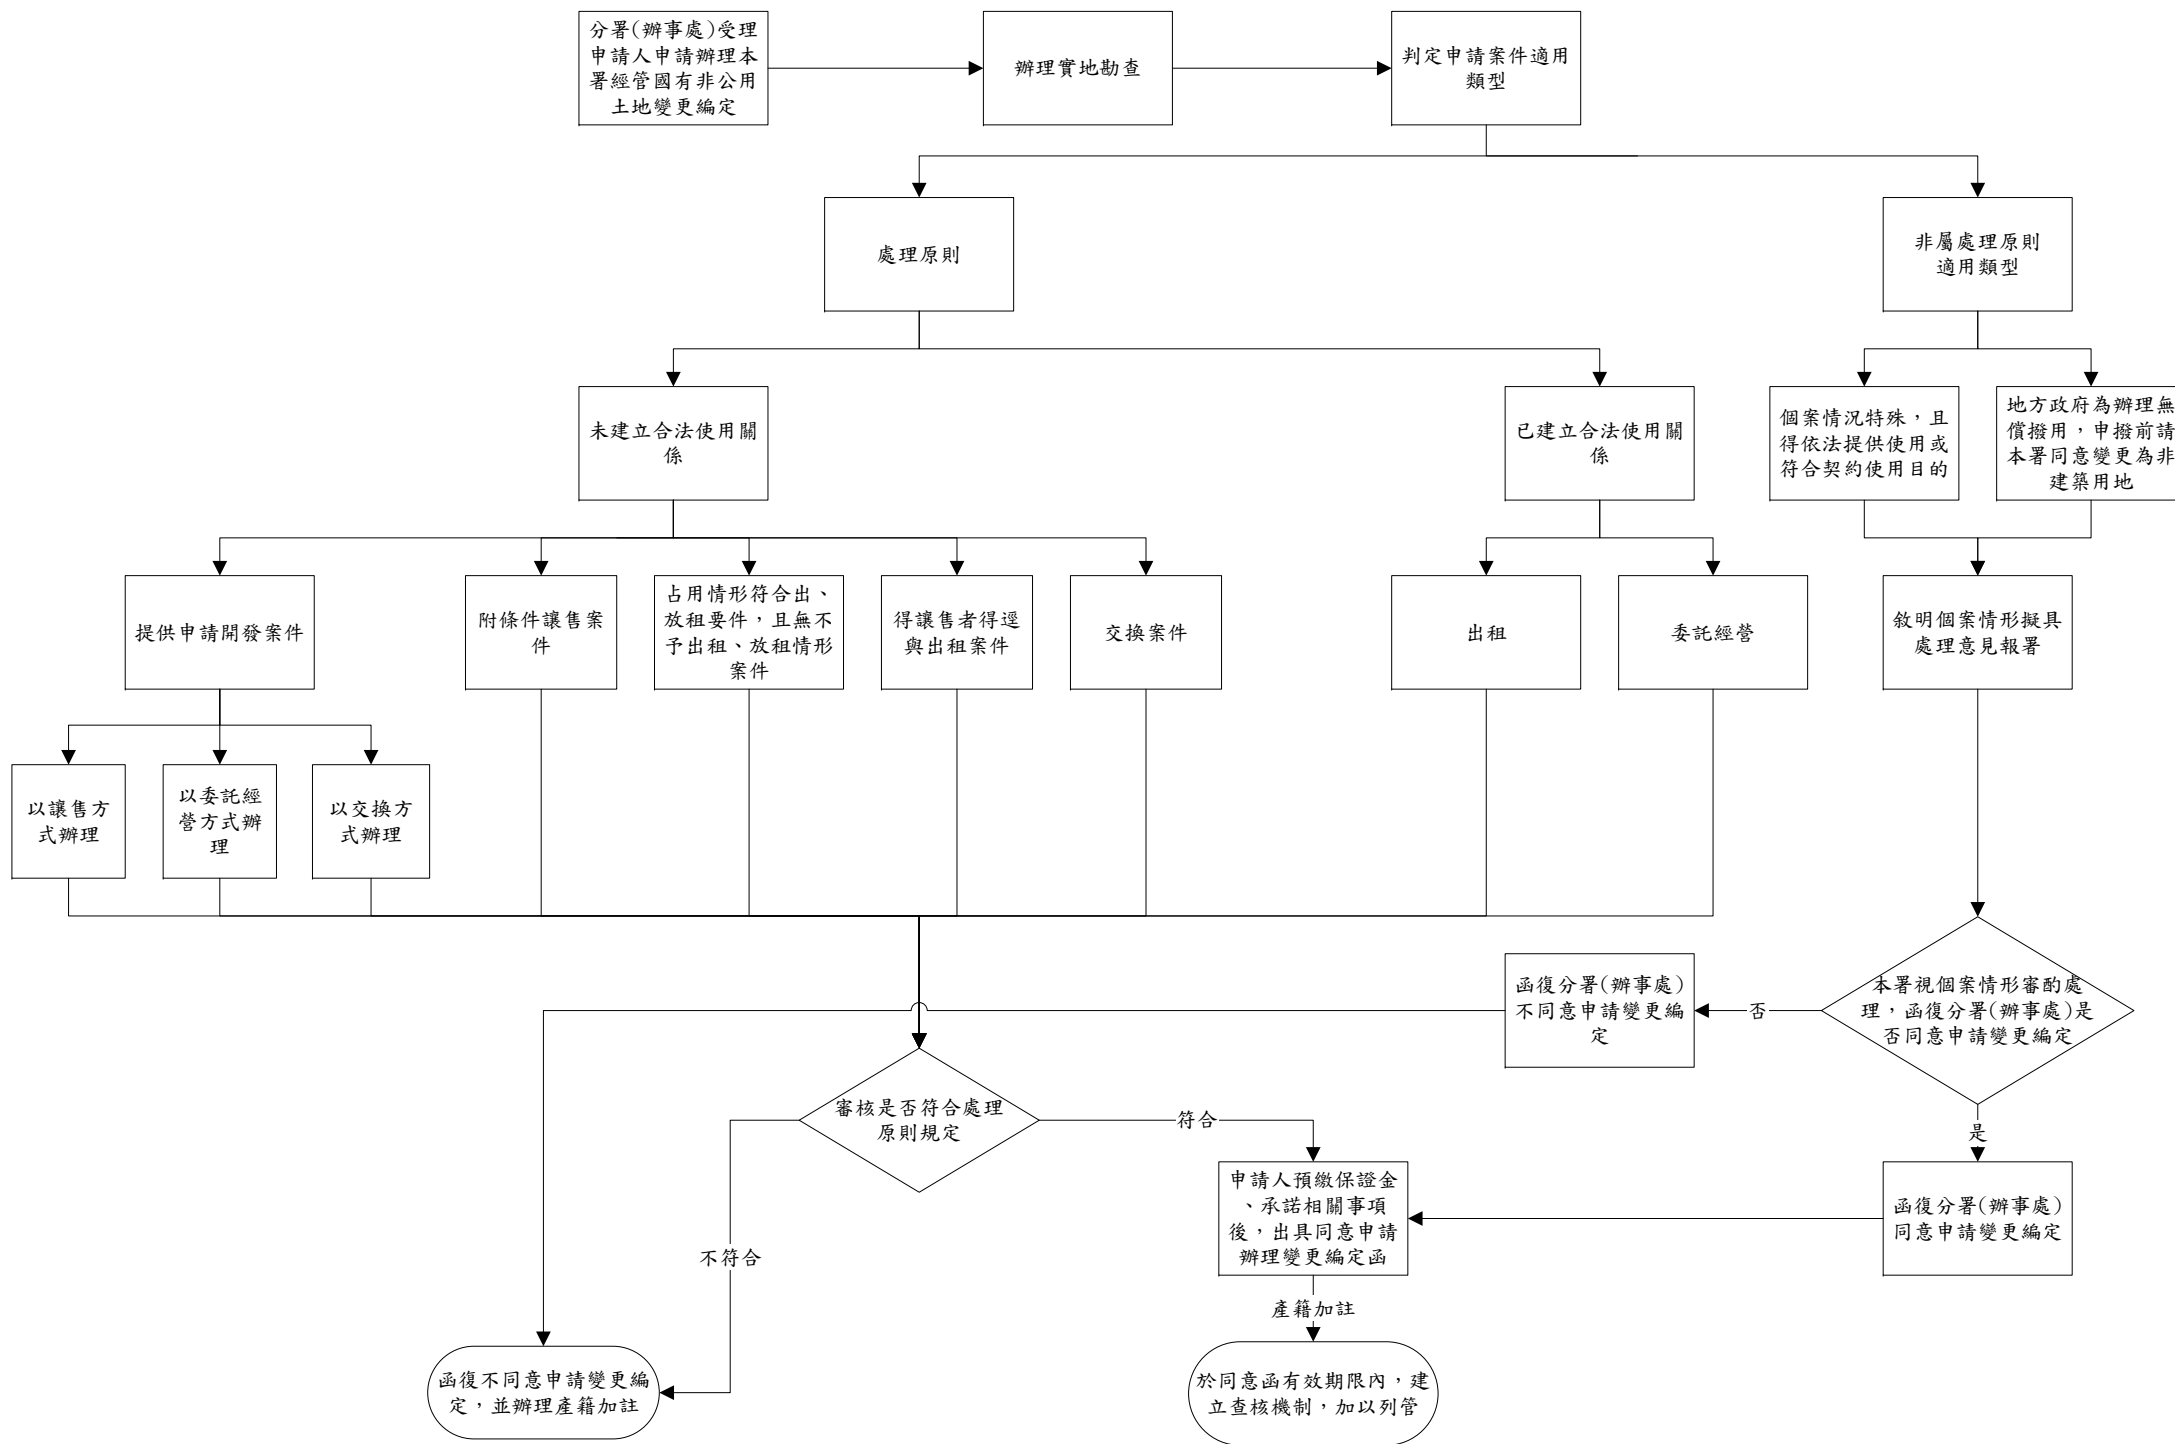 分署(辦事處)受理
申請人申請辦理本
署經管國有非公用
土地變更編定
辦理實地勘查
判定申請案件適用
類型
處理原則
非屬處理原則
適用類型
未建立合法使用關
係
已建立合法使用關
係
個案情況特殊，且
得依法提供使用或
符合契約使用目的
地方政府為辦理無
償撥用，申撥前請
本署同意變更為非
建築用地
提供申請開發案件
附條件讓售案
件
占用情形符合出、
放租要件，且無不
予出租、放租情形
案件
得讓售者得逕
與出租案件
交換案件
出租
委託經營
敘明個案情形擬具
處理意見報署
以讓售方
式辦理
以委託經
營方式辦
理
以交換方
式辦理
函復分署(辦事處)
不同意申請變更編
定
否
本署視個案情形審酌處
理，函復分署(辦事處)是
否同意申請變更編定
審核是否符合處理
原則規定
符合
是
申請人預繳保證金
、承諾相關事項
後，出具同意申請
辦理變更編定函
函復分署(辦事處)
同意申請變更編定
不符合
產籍加註
函復不同意申請變更編
定，並辦理產籍加註
於同意函有效期限內，建
立查核機制，加以列管